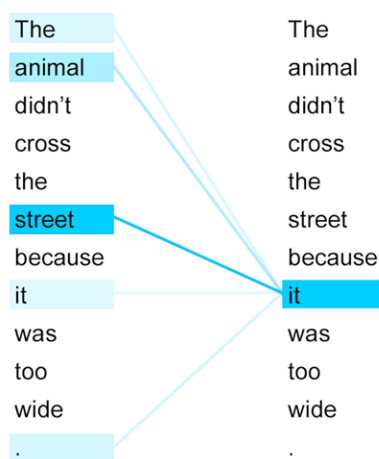 The
animal
didn't
cross
the
street
because
it
was
too
wide
.
The
animal
didn't
cross
the
street
because
it
was
too
wide
.